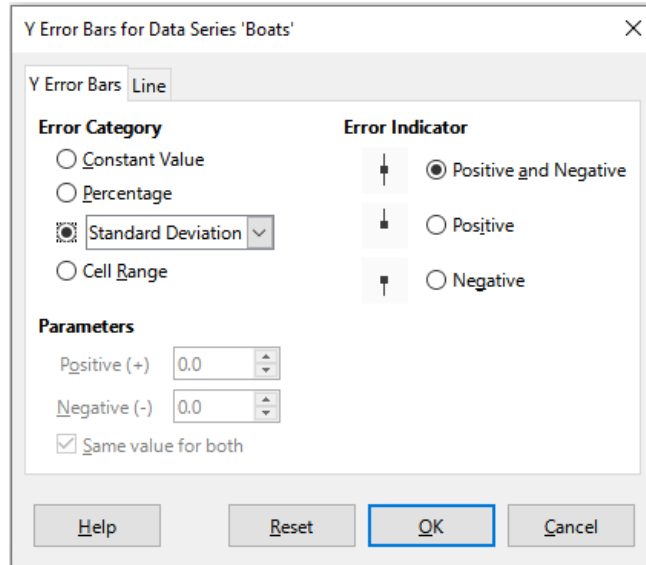 Y Error Bars for Data Series 'Boats'
Y Error Bars Line
Error Category
Constant Value
Percentage
Standard Deviation
Cell Range
Error Indicator
Positive and Negative
Positive
Negative
Parameters
Positive (+) 0.0
Negative (-) 0.0
Same value for both
Help Reset OK Cancel